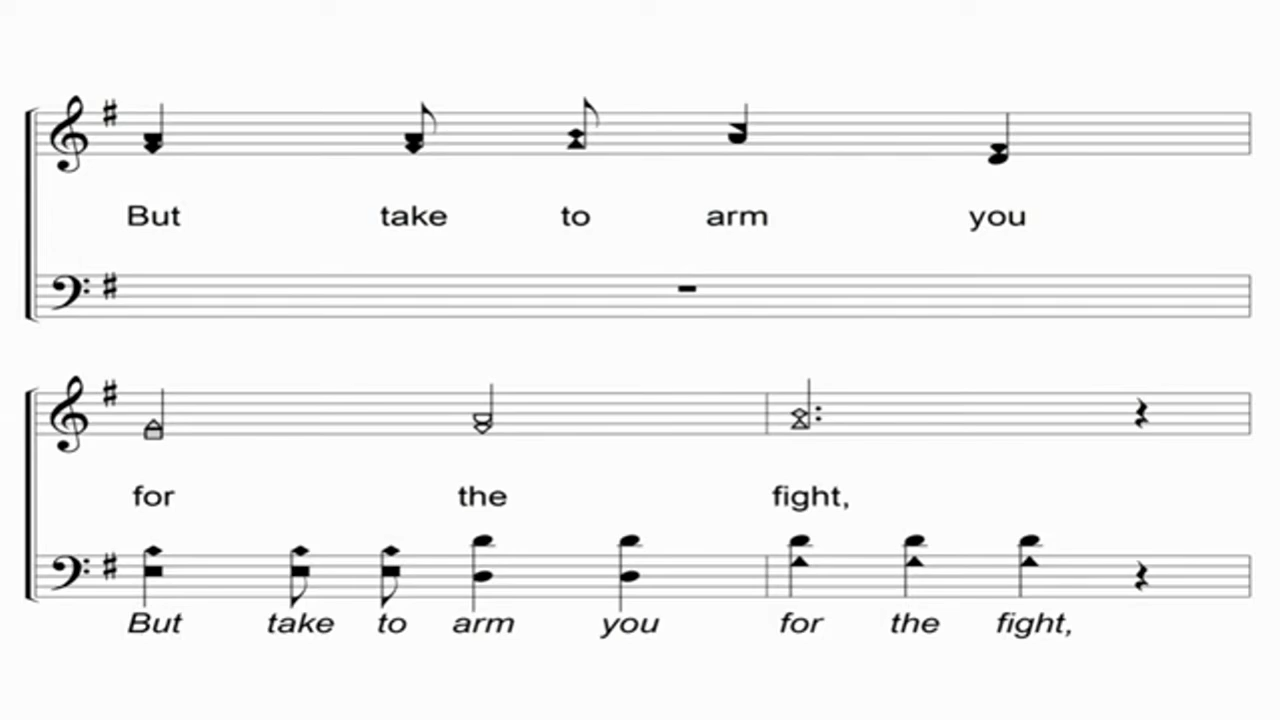 But take to arm you
for the fight,
But take to arm you for the fight,